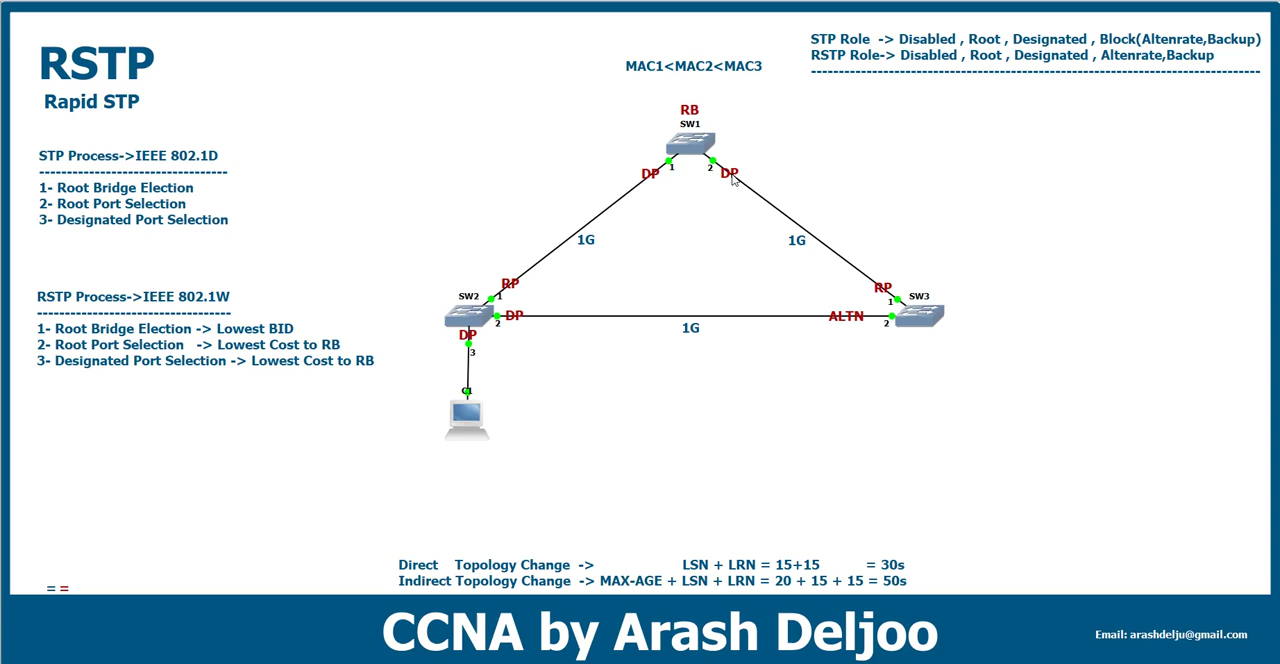 RSTP
Rapid STP
STP Role -> Disabled , Root , Designated , Block(Altenrate,Backup)
RSTP Role-> Disabled , Root , Designated , Altenrate,Backup
--------------------------------------------------------------------------------
MAC1<MAC2<MAC3
STP Process->IEEE 802.1D
---------------------------------
1- Root Bridge Election
2- Root Port Selection
3- Designated Port Selection
RSTP Process->IEEE 802.1W
----------------------------------
1- Root Bridge Election -> Lowest BID
2- Root Port Selection -> Lowest Cost to RB
3- Designated Port Selection -> Lowest Cost to RB
RB
SW1
1
2
DP
DP
1G
1G
RP
SW2
1
RP
SW3
1
DP
2
ALTN
2
1G
DP
3
Direct Topology Change -> LSN + LRN = 15+15 = 30s
Indirect Topology Change -> MAX-AGE + LSN + LRN = 20 + 15 + 15 = 50s
= =
CCNA by Arash Deljoo
Email: arashdelju@gmail.com